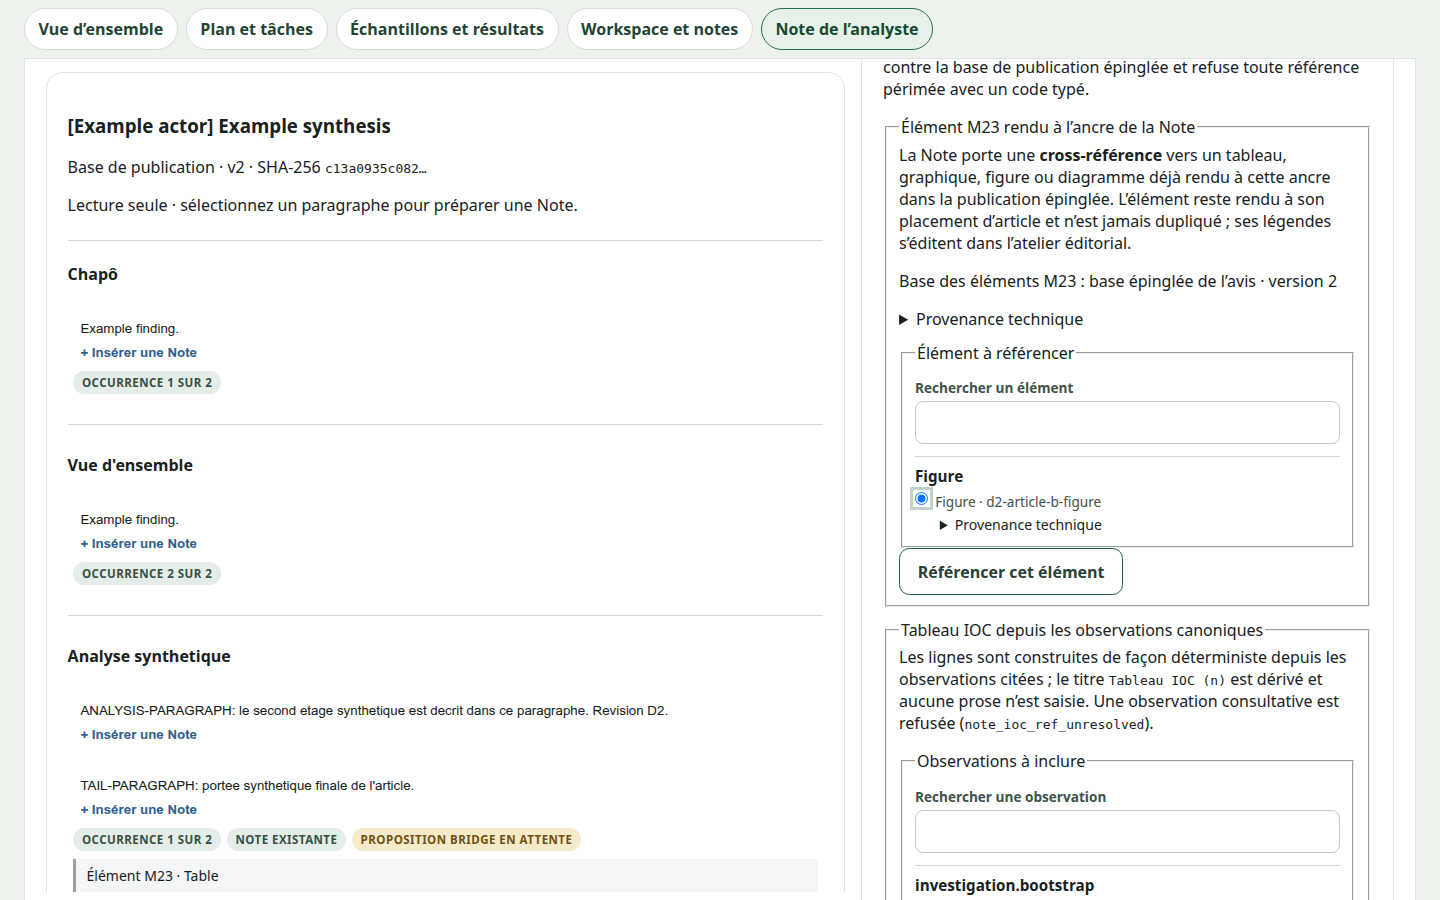 Vue d’ensemble
Plan et tâches
Échantillons et résultats
Workspace et notes
Note de l’analyste
[Example actor] Example synthesis
Base de publication · v2 · SHA-256 c13a0935c082…
Lecture seule · sélectionnez un paragraphe pour préparer une Note.
Chapô
Example finding.
+ Insérer une Note
OCCURRENCE 1 SUR 2
Vue d'ensemble
Example finding.
+ Insérer une Note
OCCURRENCE 2 SUR 2
Analyse synthetique
ANALYSIS-PARAGRAPH: le second etage synthetique est decrit dans ce paragraphe. Revision D2.
+ Insérer une Note
TAIL-PARAGRAPH: portee synthetique finale de l'article.
+ Insérer une Note
OCCURRENCE 1 SUR 2
NOTE EXISTANTE
PROPOSITION BRIDGE EN ATTENTE
Élément M23 · Table
contre la base de publication épinglée et refuse toute référence
périmée avec un code typé.
Élément M23 rendu à l’ancre de la Note
La Note porte une cross-référence vers un tableau,
graphique, figure ou diagramme déjà rendu à cette ancre
dans la publication épinglée. L’élément reste rendu à son
placement d’article et n’est jamais dupliqué ; ses légendes
s’éditent dans l’atelier éditorial.
Base des éléments M23 : base épinglée de l’avis · version 2
Provenance technique
Élément à référencer
Rechercher un élément
Figure
Figure · d2-article-b-figure
Provenance technique
Référencer cet élément
Tableau IOC depuis les observations canoniques
Les lignes sont construites de façon déterministe depuis les
observations citées ; le titre Tableau IOC (n) est dérivé et
aucune prose n’est saisie. Une observation consultative est
refusée (note_ioc_ref_unresolved).
Observations à inclure
Rechercher une observation
investigation.bootstrap